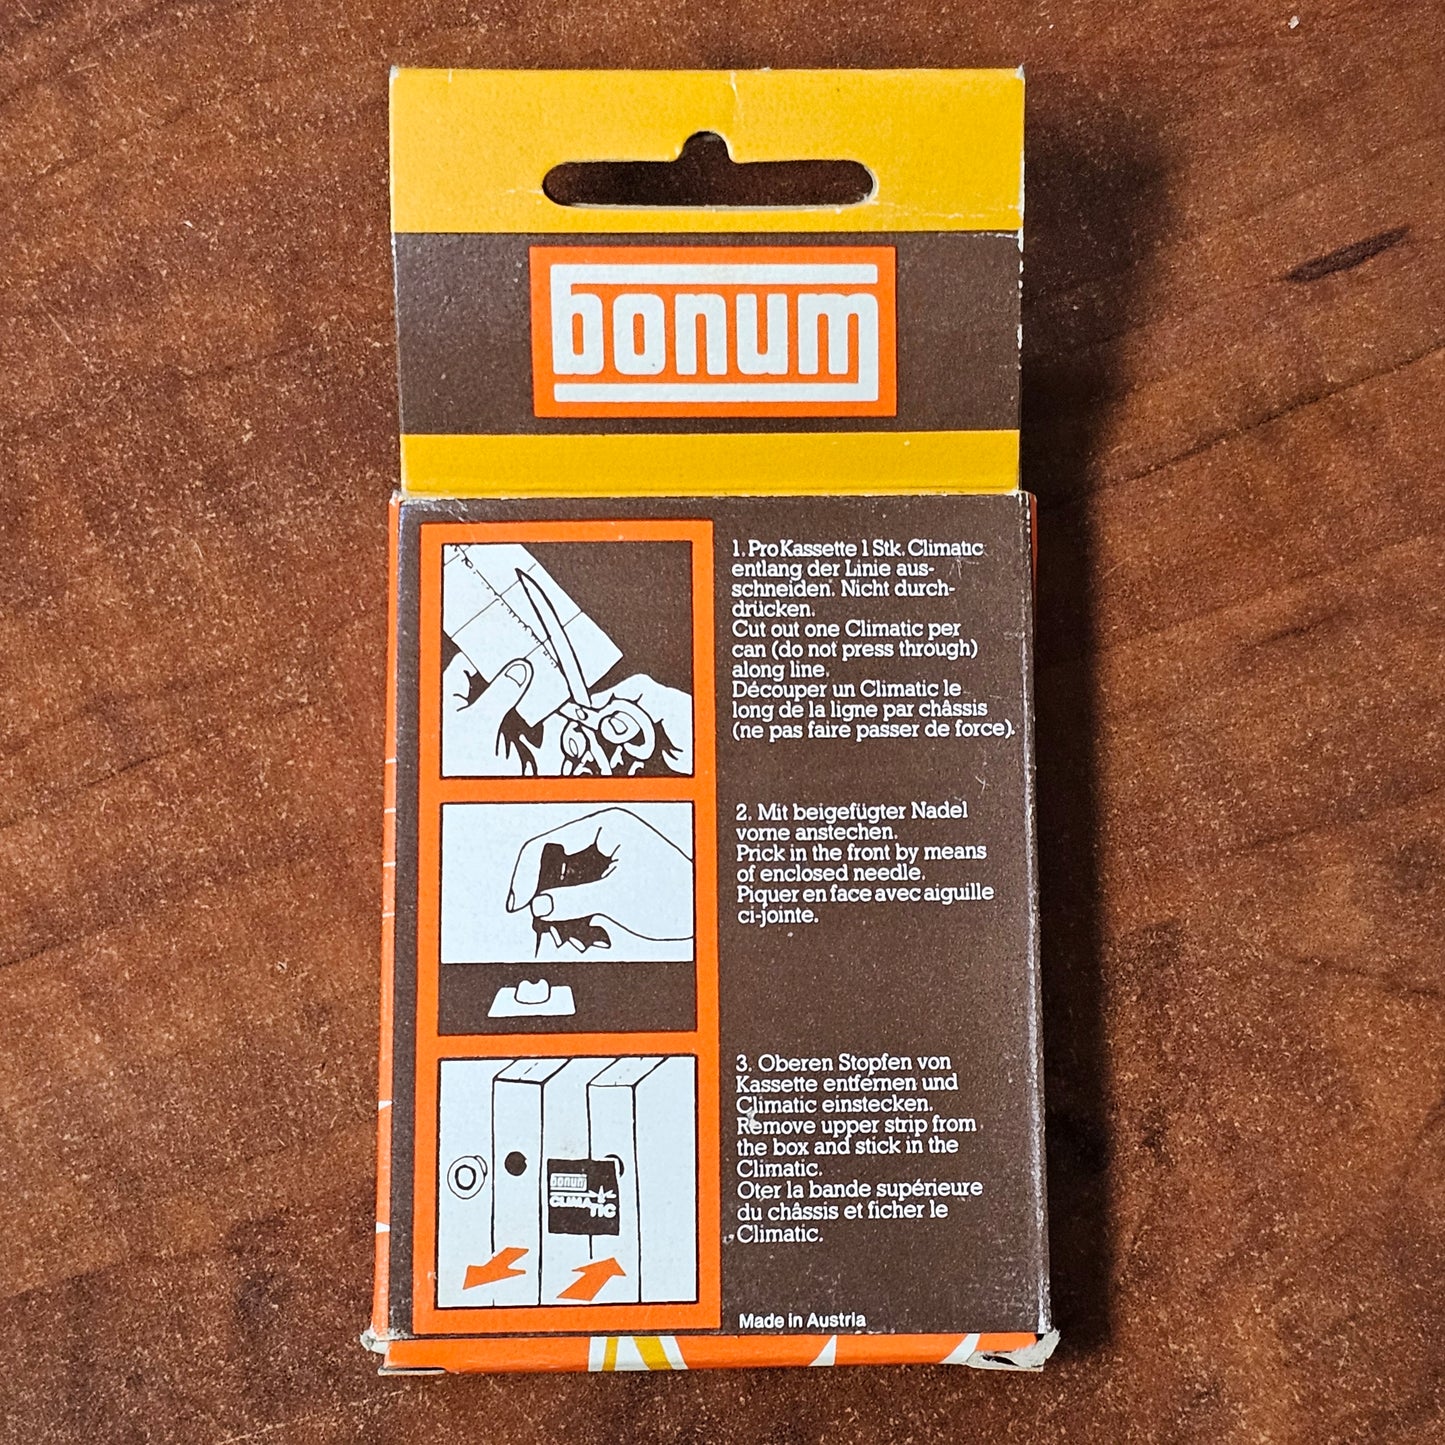 bonum
1. Pro Kassette 1 Stk. Climatic
entlang der Linie aus-
schneiden. Nicht durch-
drücken.
Cut out one Climatic per
can (do not press through)
along line.
Découper un Climatic le
long de la ligne par châssis
(ne pas faire passer de force).
2. Mit beigefügter Nadel
vorne anstechen.
Prick in the front by means
of enclosed needle.
Piquer en face avec aiguille
ci-jointe.
3. Oberen Stopfen von
Kassette entfernen und
Climatic einstecken.
Remove upper strip from
the box and stick in the
Climatic.
Oter la bande supérieure
du châssis et ficher le
Climatic.
bonum
CLIMA
TIC
Made in Austria